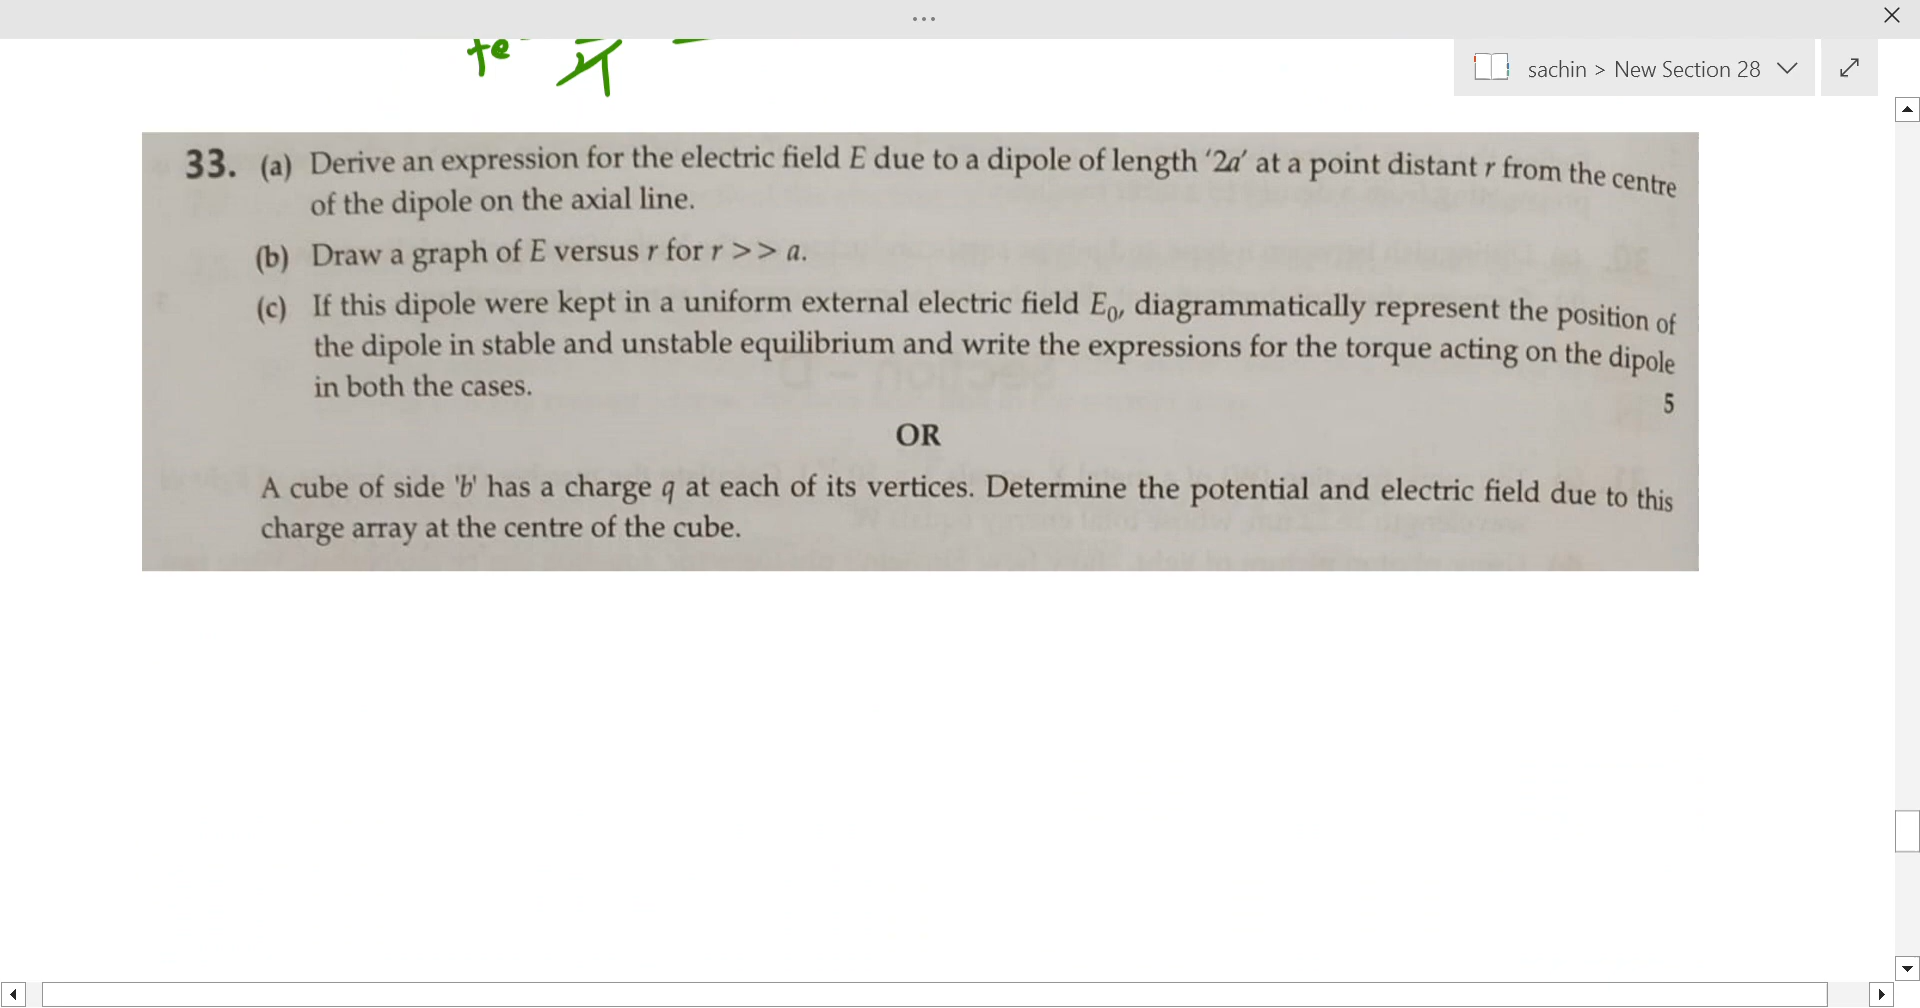 ...
te
sachin > New Section 28
33. (a) Derive an expression for the electric field E due to a dipole of length ‘2a’ at a point distant r from the centre
of the dipole on the axial line.
(b) Draw a graph of E versus r for r >> a.
(c) If this dipole were kept in a uniform external electric field E₀, diagrammatically represent the position of
the dipole in stable and unstable equilibrium and write the expressions for the torque acting on the dipole
in both the cases.
5
OR
A cube of side 'b' has a charge q at each of its vertices. Determine the potential and electric field due to this
charge array at the centre of the cube.